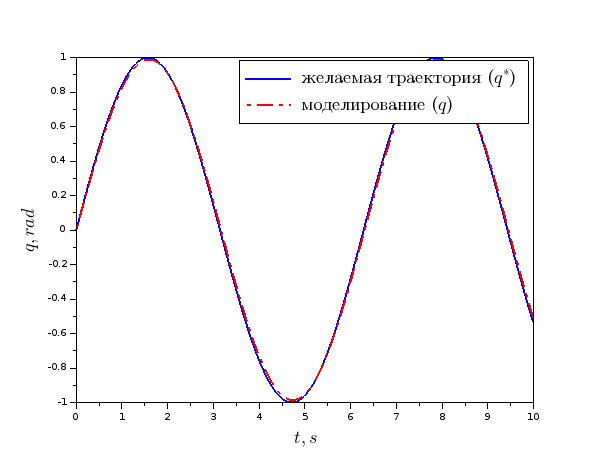 желаемая траектория (q*)
моделирование (q)
1
0.8
0.6
0.4
0.2
0
-0.2
-0.4
-0.6
-0.8
-1
q, rad
0 1 2 3 4 5 6 7 8 9 10
t, s